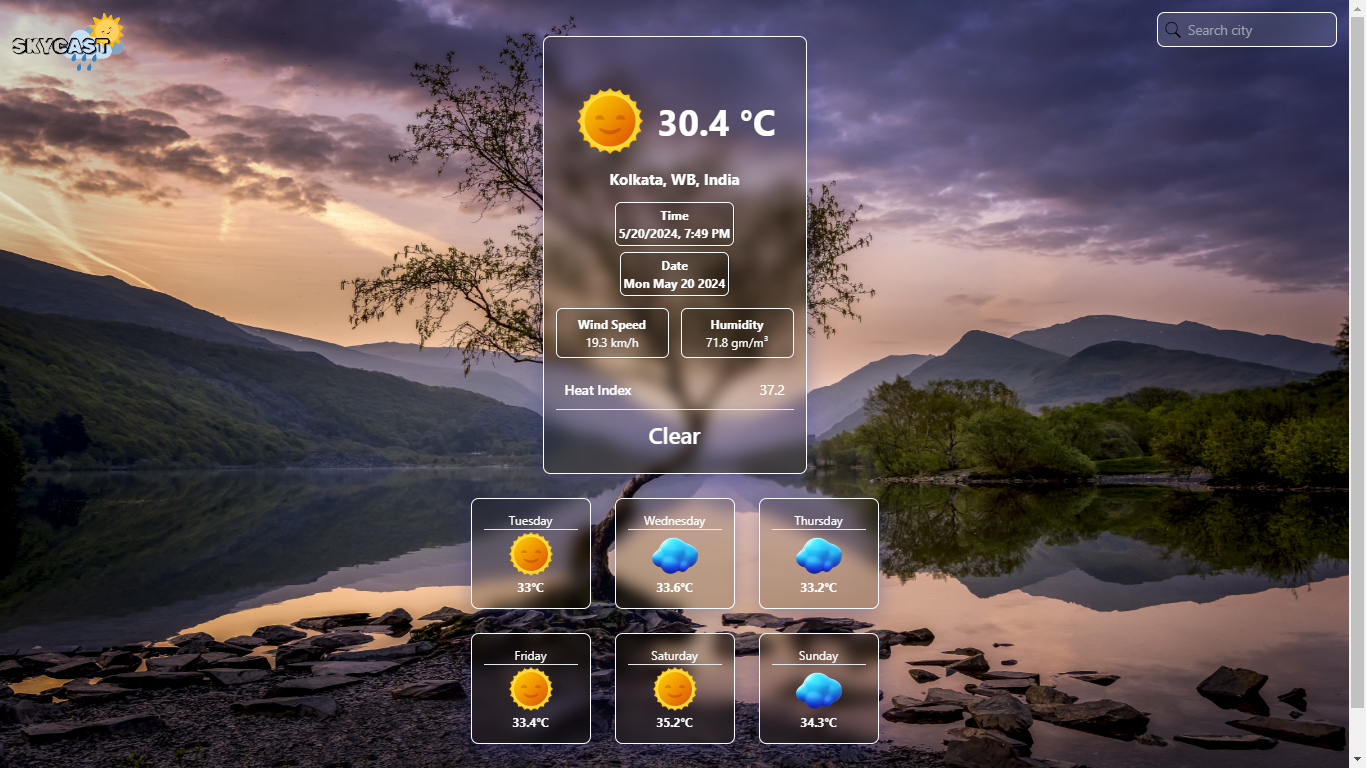 SKYCAST
Search city
30.4 °C
Kolkata, WB, India
Time
5/20/2024, 7:49 PM
Date
Mon May 20 2024
Wind Speed
19.3 km/h
Humidity
71.8 gm/m³
Heat Index 37.2
Clear
Tuesday
33°C
Wednesday
33.6°C
Thursday
33.2°C
Friday
33.4°C
Saturday
35.2°C
Sunday
34.3°C